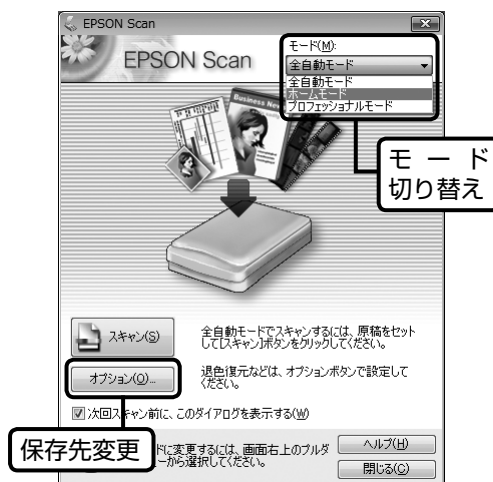 EPSON Scan
EPSON Scan
モード(M):
全自動モード
全自動モード
ホームモード
プロフェッショナルモード
モード
切り替え
Business New
スキャン(S)
全自動モードでスキャンするには、原稿をセット
して[スキャン]ボタンをクリックしてください。
オプション(O)...
退色復元などは、オプションボタンで設定して
ください。
次回スキャン前に、このダイアログを表示する(W)
保存先変更
ドに変更するには、画面右上のプルダ
ーから選択してください。
ヘルプ(H)
閉じる(C)